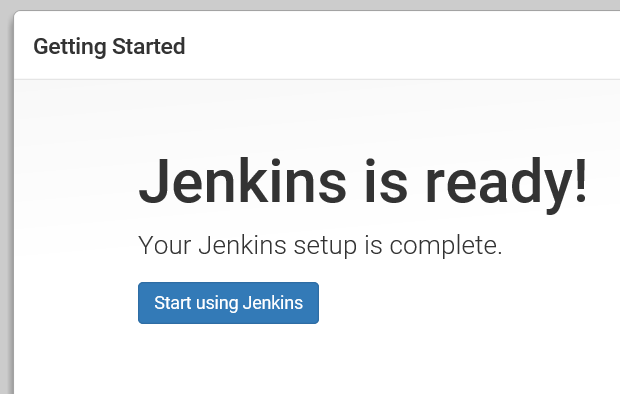 Getting Started
Jenkins is ready!
Your Jenkins setup is complete.
Start using Jenkins